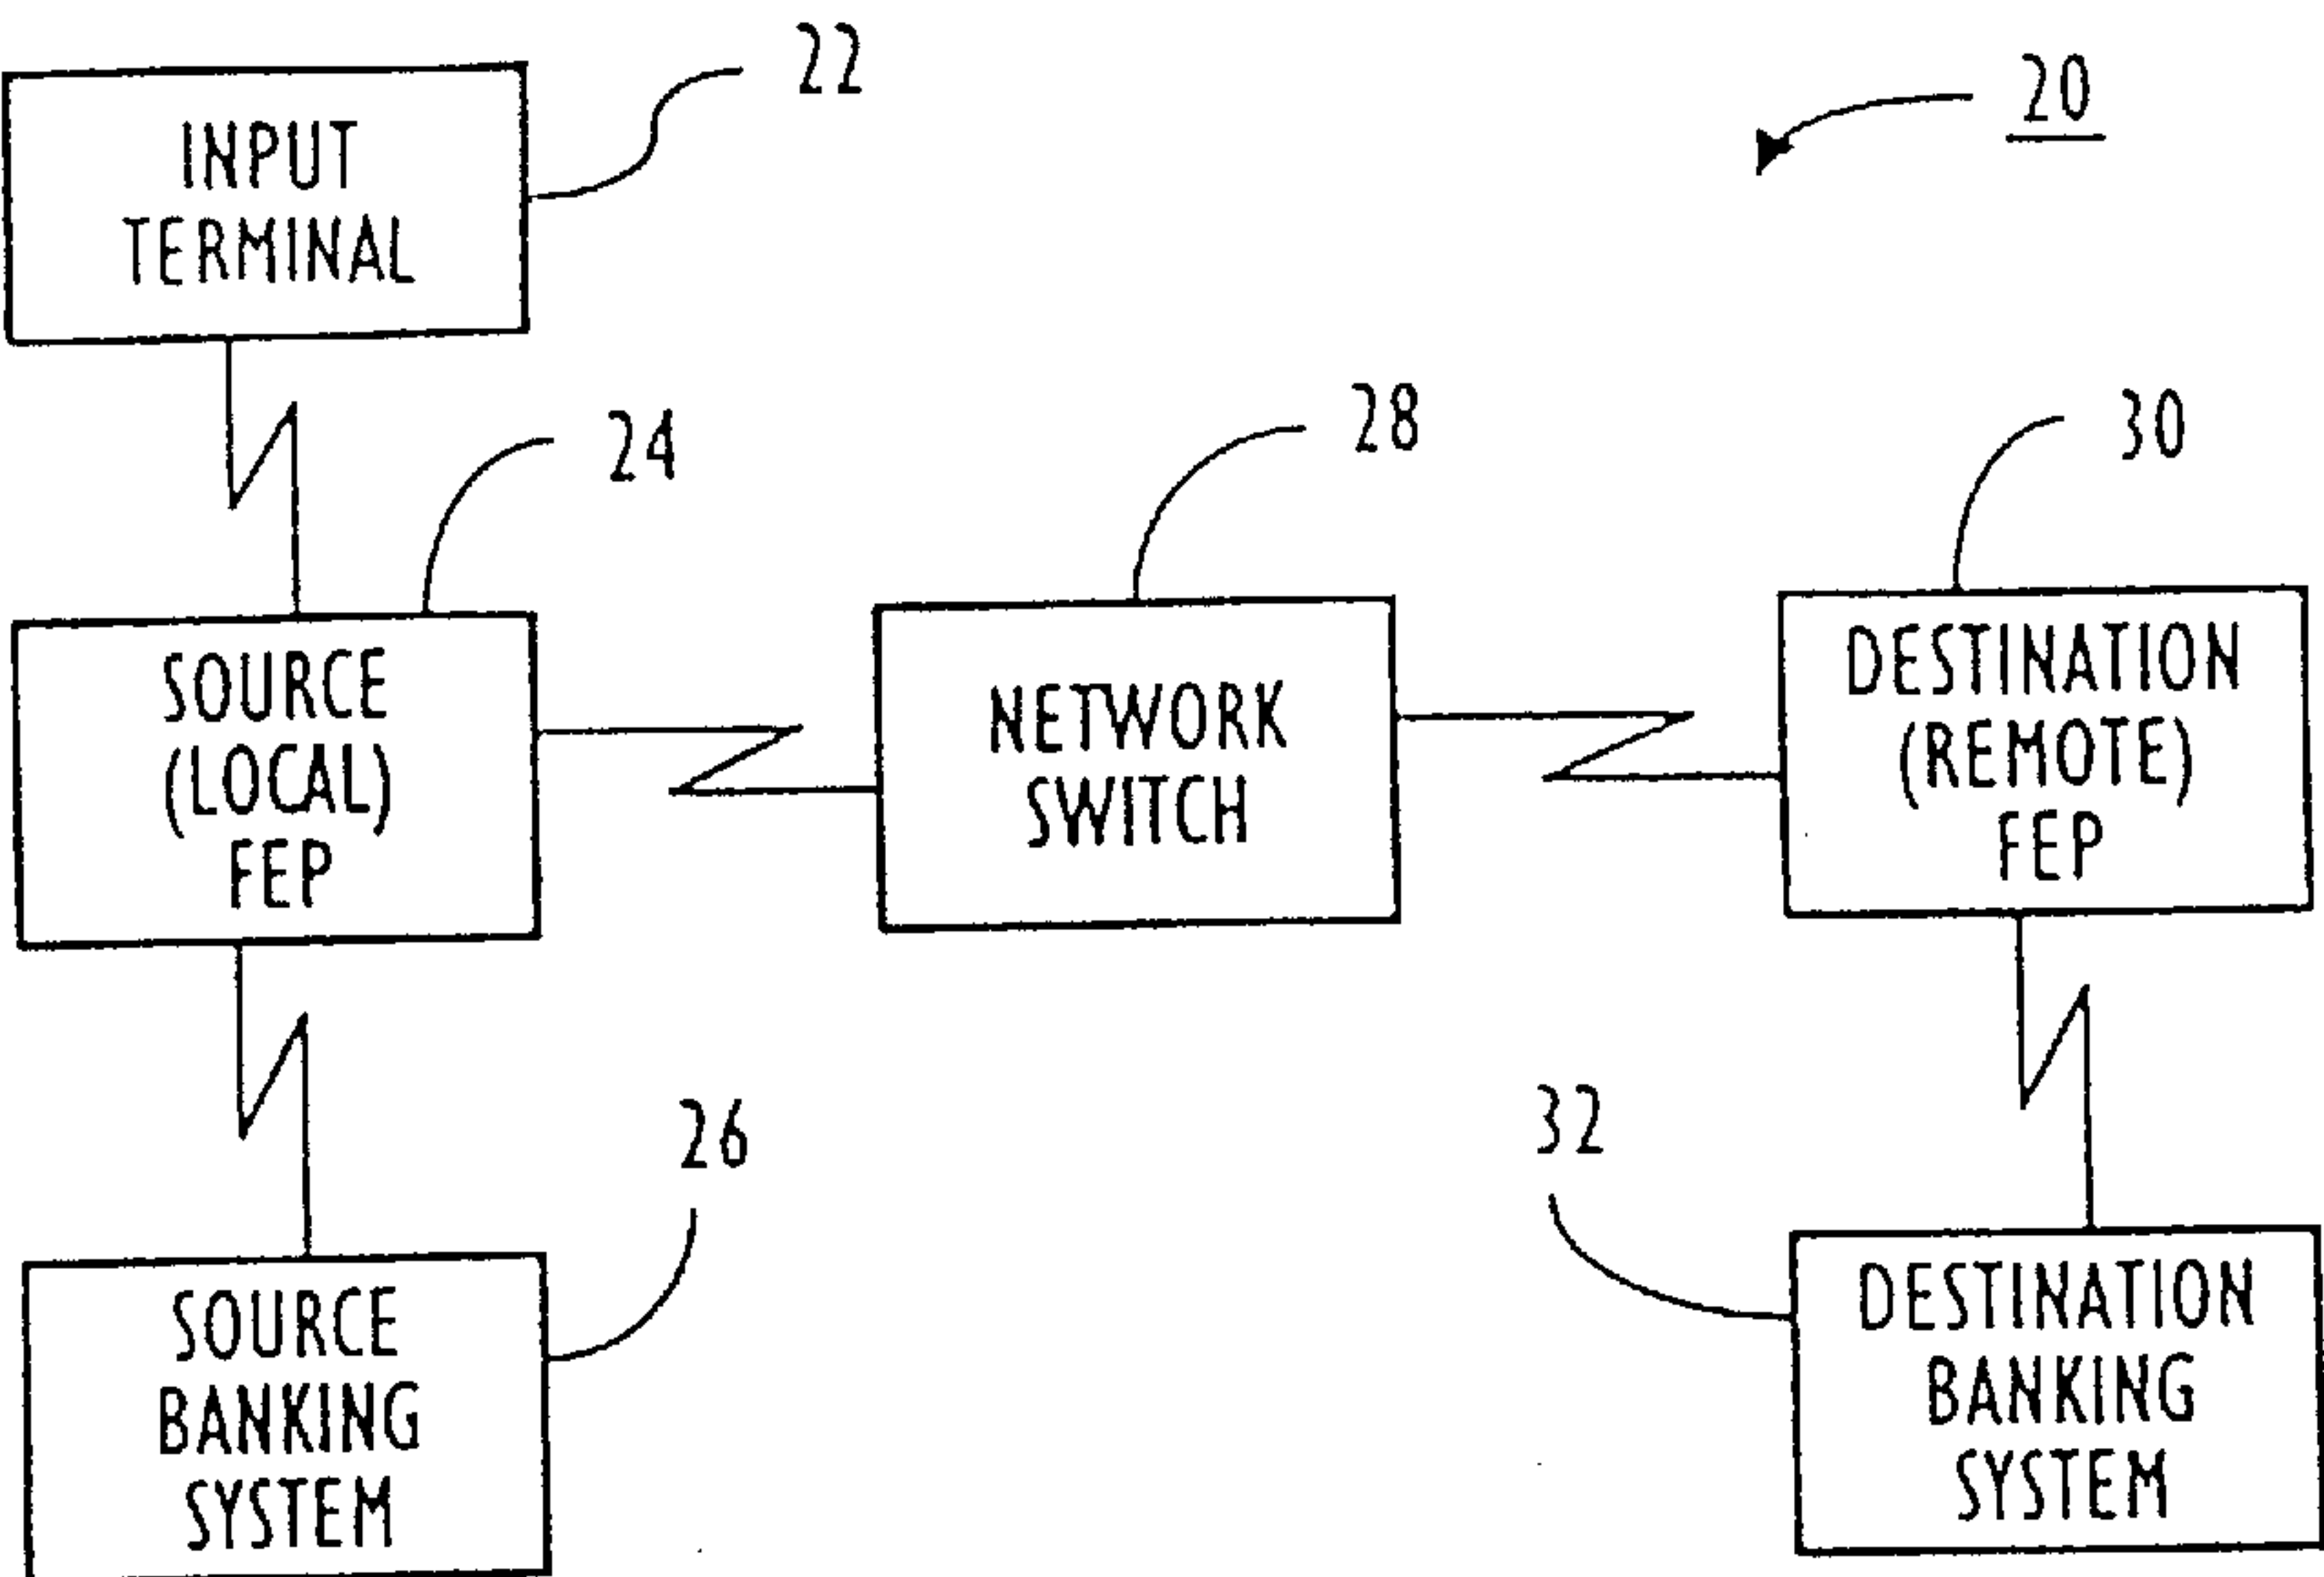 22
20
INPUT
TERMINAL
24
28
30
SOURCE
(LOCAL)
FEP
NETWORK
SWITCH
DESTINATION
(REMOTE)
FEP
26
32
SOURCE
BANKING
SYSTEM
DESTINATION
BANKING
SYSTEM